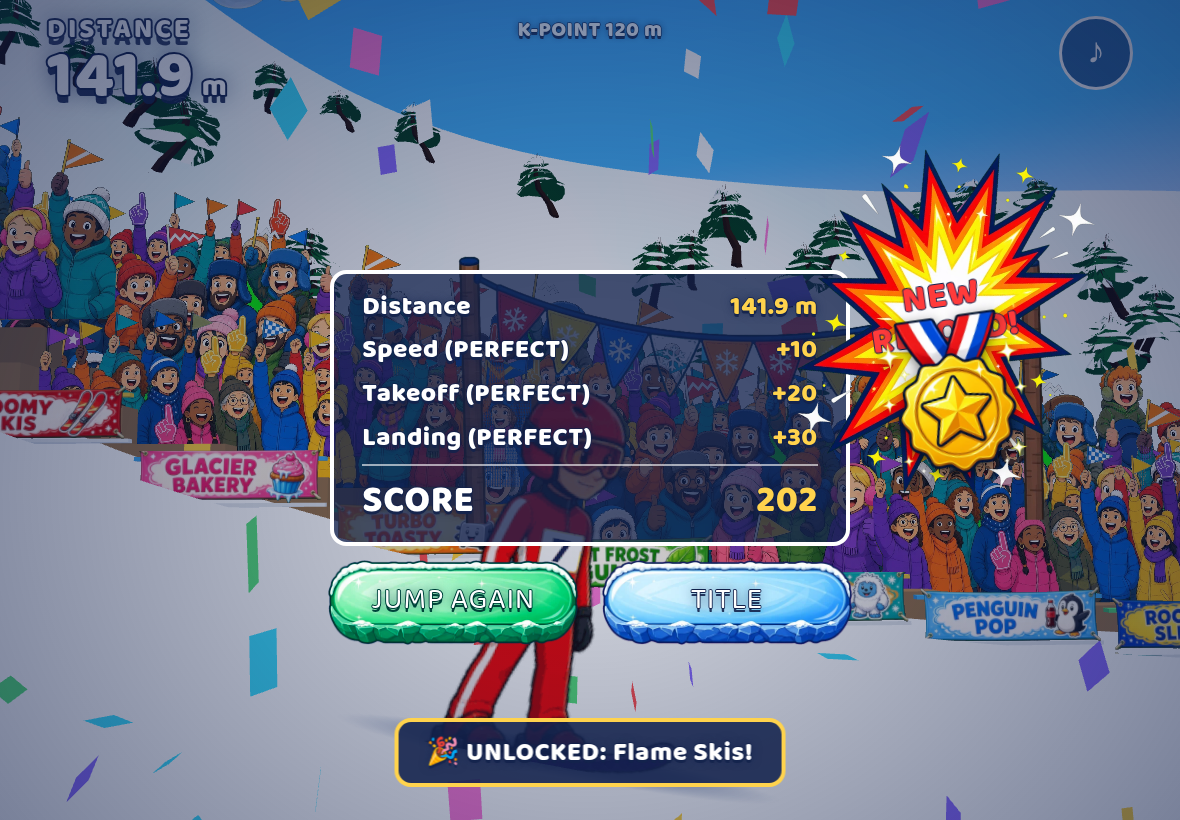 DISTANCE
141.9 m
K-POINT 120 m
♪
NEW
Distance 141.9 m
Speed (PERFECT) +10
Takeoff (PERFECT) +20
Landing (PERFECT) +30
SCORE 202
GLACIER
BAKERY
TURBO
TOASTY
FROST
JUMP AGAIN
TITLE
PENGUIN
POP
🎉 UNLOCKED: Flame Skis!